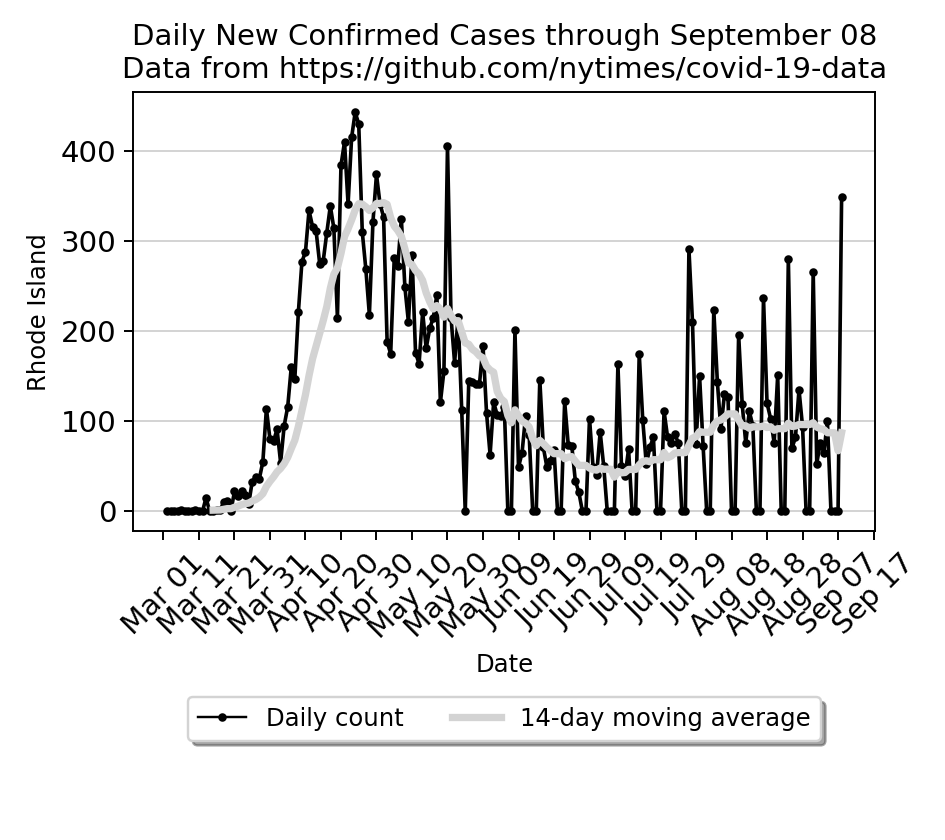 Daily New Confirmed Cases through September 08
Data from https://github.com/nytimes/covid-19-data
Rhode Island
400
300
200
100
0
Mar 01
Mar 11
Mar 21
Mar 31
Apr 10
Apr 20
Apr 30
May 10
May 20
May 30
Jun 09
Jun 19
Jun 29
Jul 09
Jul 19
Jul 29
Aug 08
Aug 18
Aug 28
Sep 07
Sep 17
Date
Daily count 14-day moving average